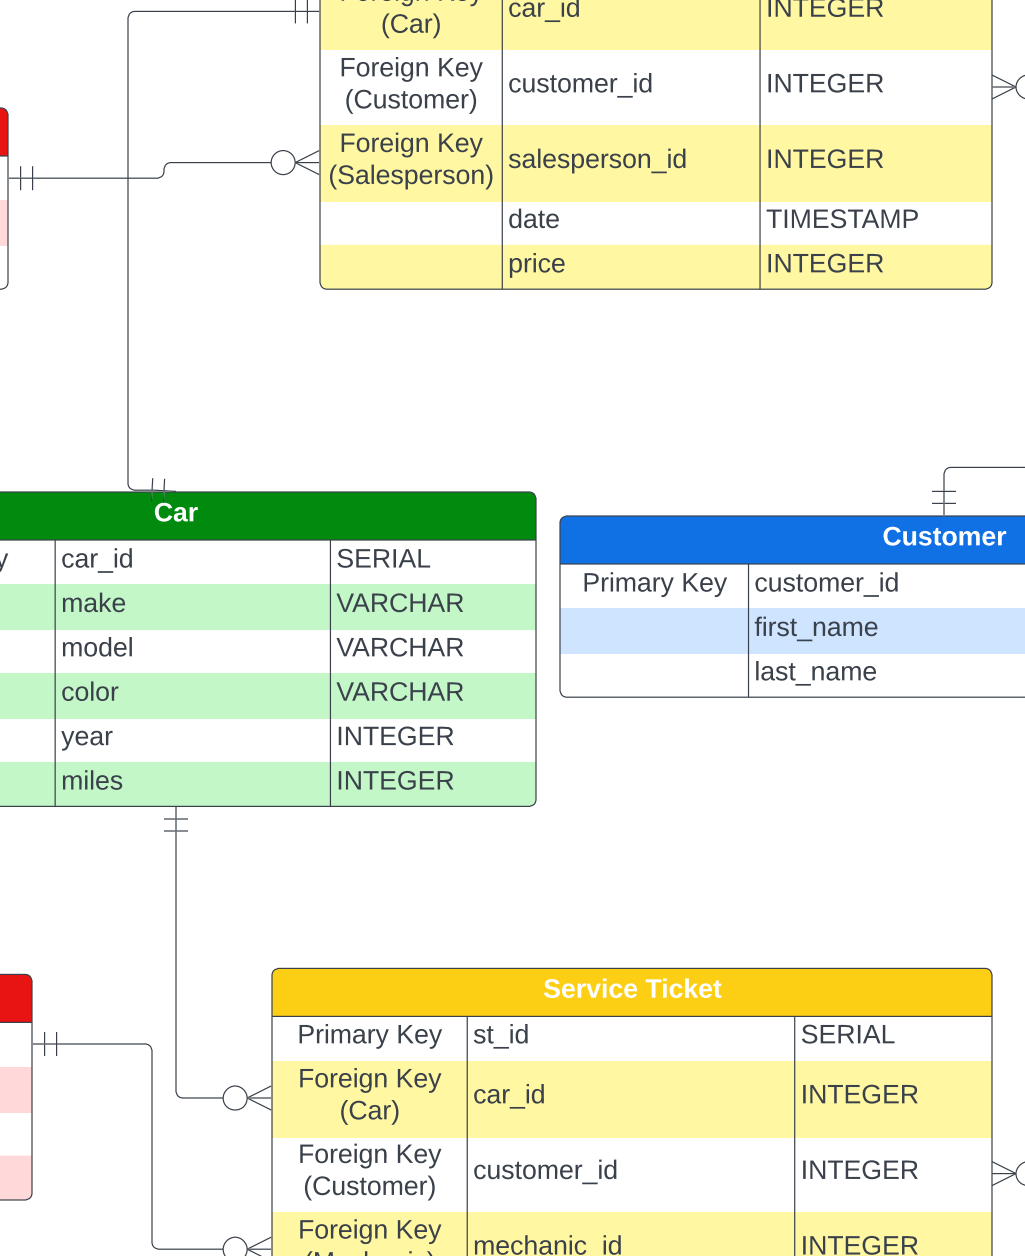 (Car) car_id INTEGER
Foreign Key
(Customer) customer_id INTEGER
Foreign Key
(Salesperson) salesperson_id INTEGER
date TIMESTAMP
price INTEGER
Car
car_id SERIAL
make VARCHAR
model VARCHAR
color VARCHAR
year INTEGER
miles INTEGER
Customer
Primary Key customer_id
first_name
last_name
Service Ticket
Primary Key st_id SERIAL
Foreign Key
(Car) car_id INTEGER
Foreign Key
(Customer) customer_id INTEGER
Foreign Key
mechanic_id INTEGER